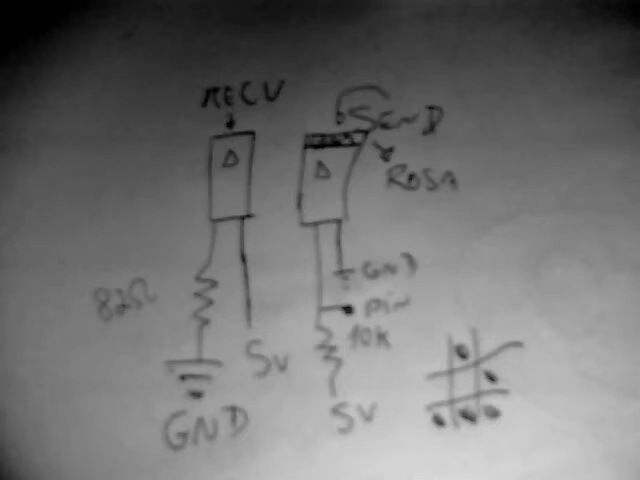 RECV
SEND
Δ
Δ
ROSA
GND
82Ω
pin
10k
5V
5V
GND